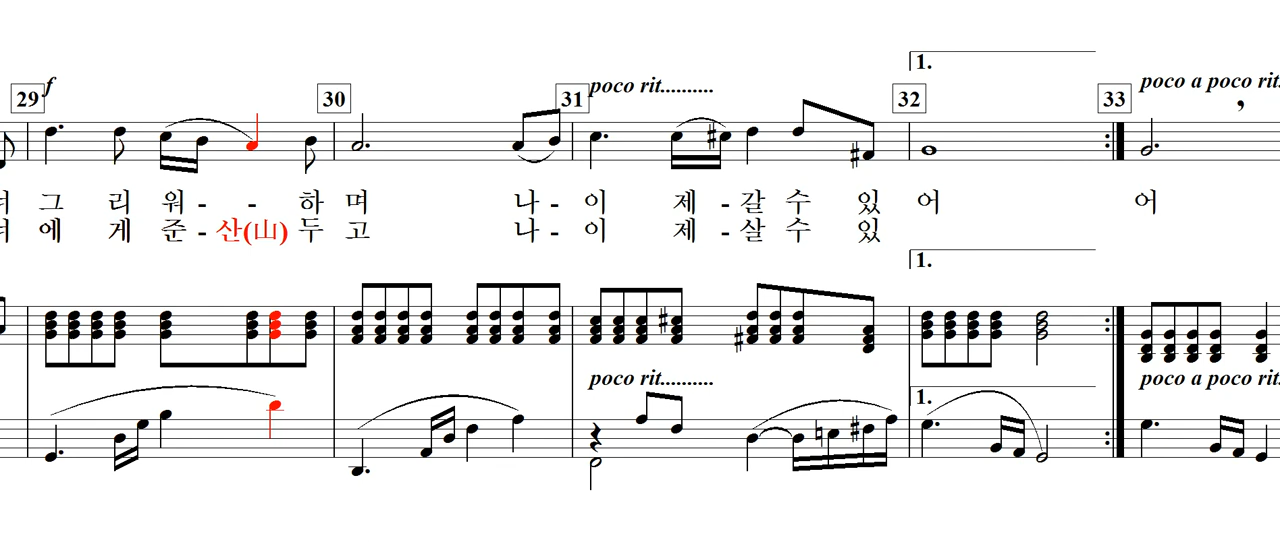 1.
29 f 30 31 poco rit.......... 32 33 poco a poco rit.
그 리 워 - - 하 며 나 - 이 제 - 갈 수 있 어 어
에 게 준 - 산(山) 두 고 나 - 이 제 - 살 수 있
1.
poco rit.......... poco a poco rit.
1.